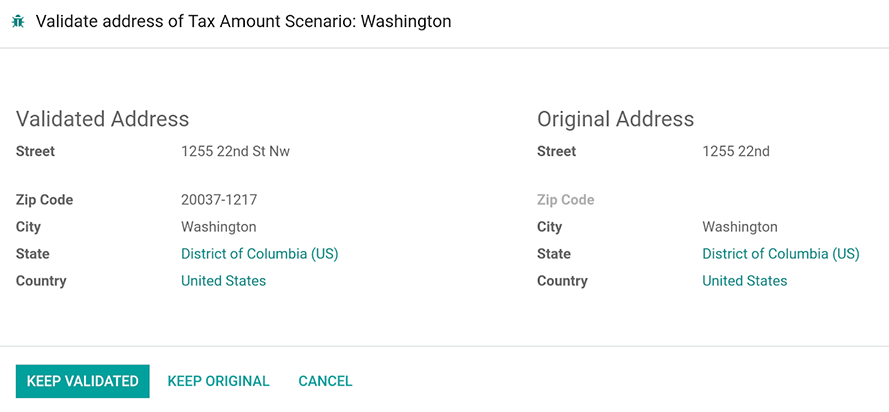 Validate address of Tax Amount Scenario: Washington
Validated Address
Street 1255 22nd St Nw
Zip Code 20037-1217
City Washington
State District of Columbia (US)
Country United States
Original Address
Street 1255 22nd
Zip Code
City Washington
State District of Columbia (US)
Country United States
KEEP VALIDATED KEEP ORIGINAL CANCEL